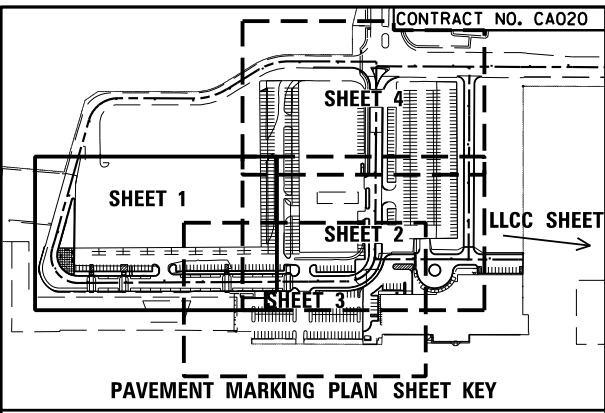 CONTRACT NO. CA020
SHEET 4
SHEET 1
LLCC SHEET
SHEET 2
SHEET 3
PAVEMENT MARKING PLAN SHEET KEY